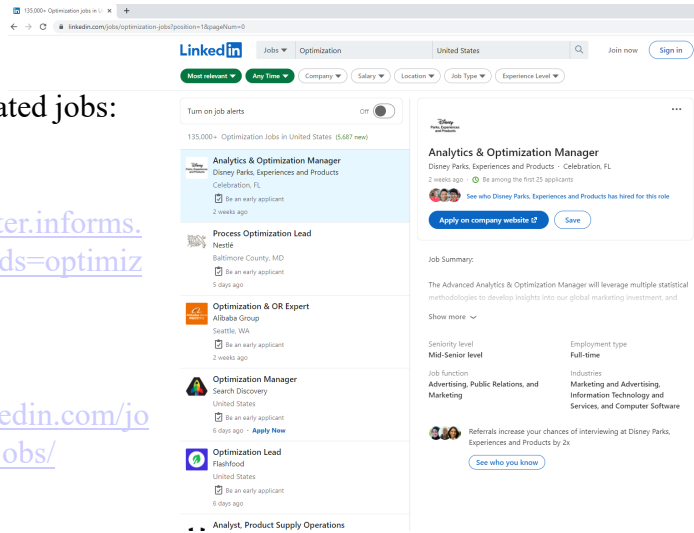 135,000+ Optimization jobs in U
linkedin.com/jobs/optimization-jobs?position=1&pageNum=0
LinkedIn
Jobs
Optimization
United States
Join now
Sign in
Most relevant
Any Time
Company
Salary
Location
Job Type
Experience Level
ated jobs:
ter.informs.
ds=optimiz
edin.com/jo
obs/
Turn on job alerts
Off
135,000+ Optimization Jobs in United States (5,687 new)
Disney
Parks, Experiences
and Products
Analytics & Optimization Manager
Disney Parks, Experiences and Products
Celebration, FL
Be an early applicant
2 weeks ago
Process Optimization Lead
Nestlé
Baltimore County, MD
Be an early applicant
5 days ago
Optimization & OR Expert
Alibaba Group
Seattle, WA
Be an early applicant
2 weeks ago
Optimization Manager
Search Discovery
United States
Be an early applicant
6 days ago · Apply Now
Optimization Lead
Flashfood
United States
Be an early applicant
6 days ago
Analyst, Product Supply Operations
Disney
Parks, Experiences
and Products
Analytics & Optimization Manager
Disney Parks, Experiences and Products · Celebration, FL
2 weeks ago · Be among the first 25 applicants
See who Disney Parks, Experiences and Products has hired for this role
Apply on company website
Save
Job Summary:
The Advanced Analytics & Optimization Manager will leverage multiple statistical
methodologies to develop insights into our global marketing investment, and
Show more
Seniority level
Mid-Senior level
Employment type
Full-time
Job function
Advertising, Public Relations, and
Marketing
Industries
Marketing and Advertising,
Information Technology and
Services, and Computer Software
Referrals increase your chances of interviewing at Disney Parks,
Experiences and Products by 2x
See who you know